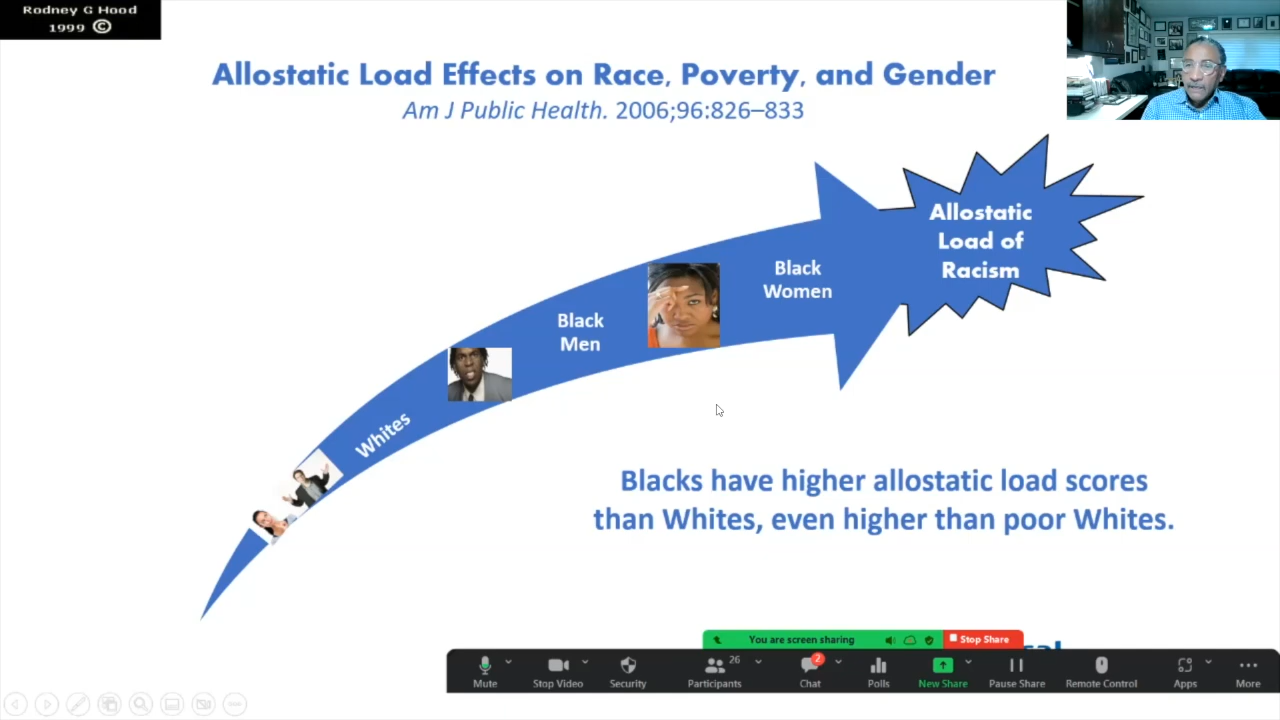 Rodney G Hood
1999 ©
Allostatic Load Effects on Race, Poverty, and Gender
Am J Public Health. 2006;96:826–833
Allostatic
Load of
Racism
Black
Women
Black
Men
Whites
Blacks have higher allostatic load scores
than Whites, even higher than poor Whites.
You are screen sharing
Stop Share
26
2
Mute
Stop Video
Security
Participants
Chat
Polls
New Share
Pause Share
Remote Control
Apps
More